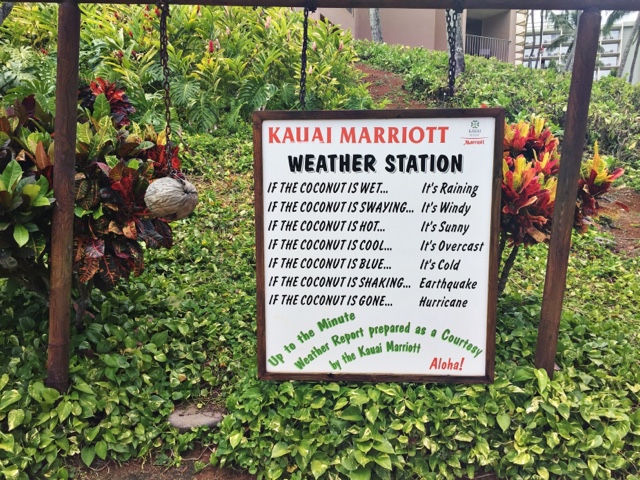 KAUAI MARRIOTT
KAUAI
Marriott
WEATHER STATION
IF THE COCONUT IS WET... It's Raining
IF THE COCONUT IS SWAYING... It's Windy
IF THE COCONUT IS HOT... It's Sunny
IF THE COCONUT IS COOL... It's Overcast
IF THE COCONUT IS BLUE... It's Cold
IF THE COCONUT IS SHAKING... Earthquake
IF THE COCONUT IS GONE... Hurricane
Up to the Minute
Weather Report prepared as a Courtesy
by the Kauai Marriott
Aloha!